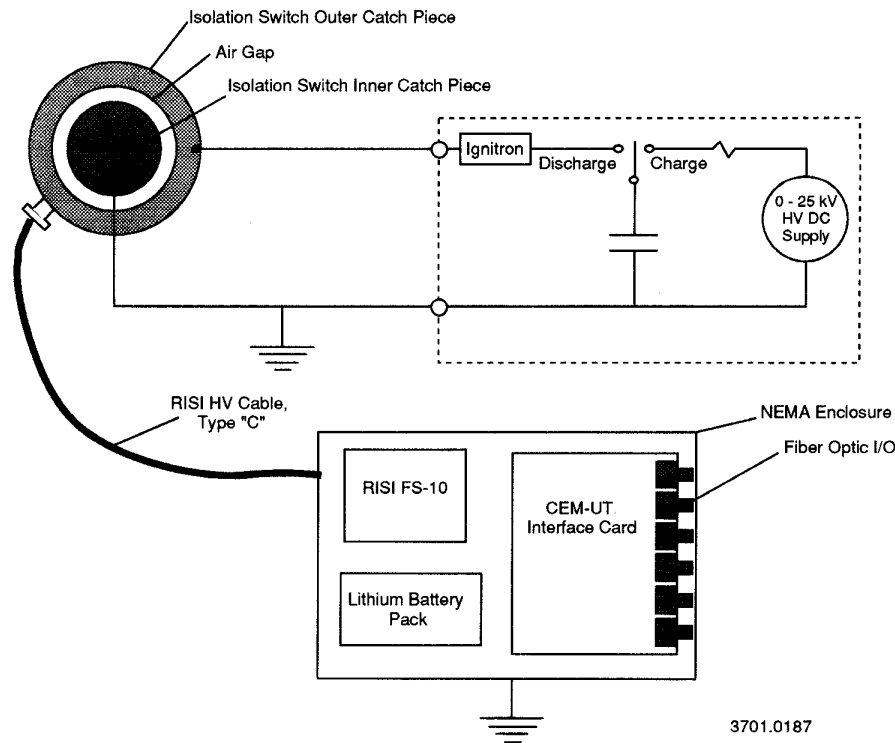 Isolation Switch Outer Catch Piece
Air Gap
Isolation Switch Inner Catch Piece
Ignitron
Discharge
Charge
0 - 25 kV
HV DC
Supply
RISI HV Cable,
Type "C"
NEMA Enclosure
Fiber Optic I/O
RISI FS-10
CEM-UT
Interface Card
Lithium Battery
Pack
3701.0187